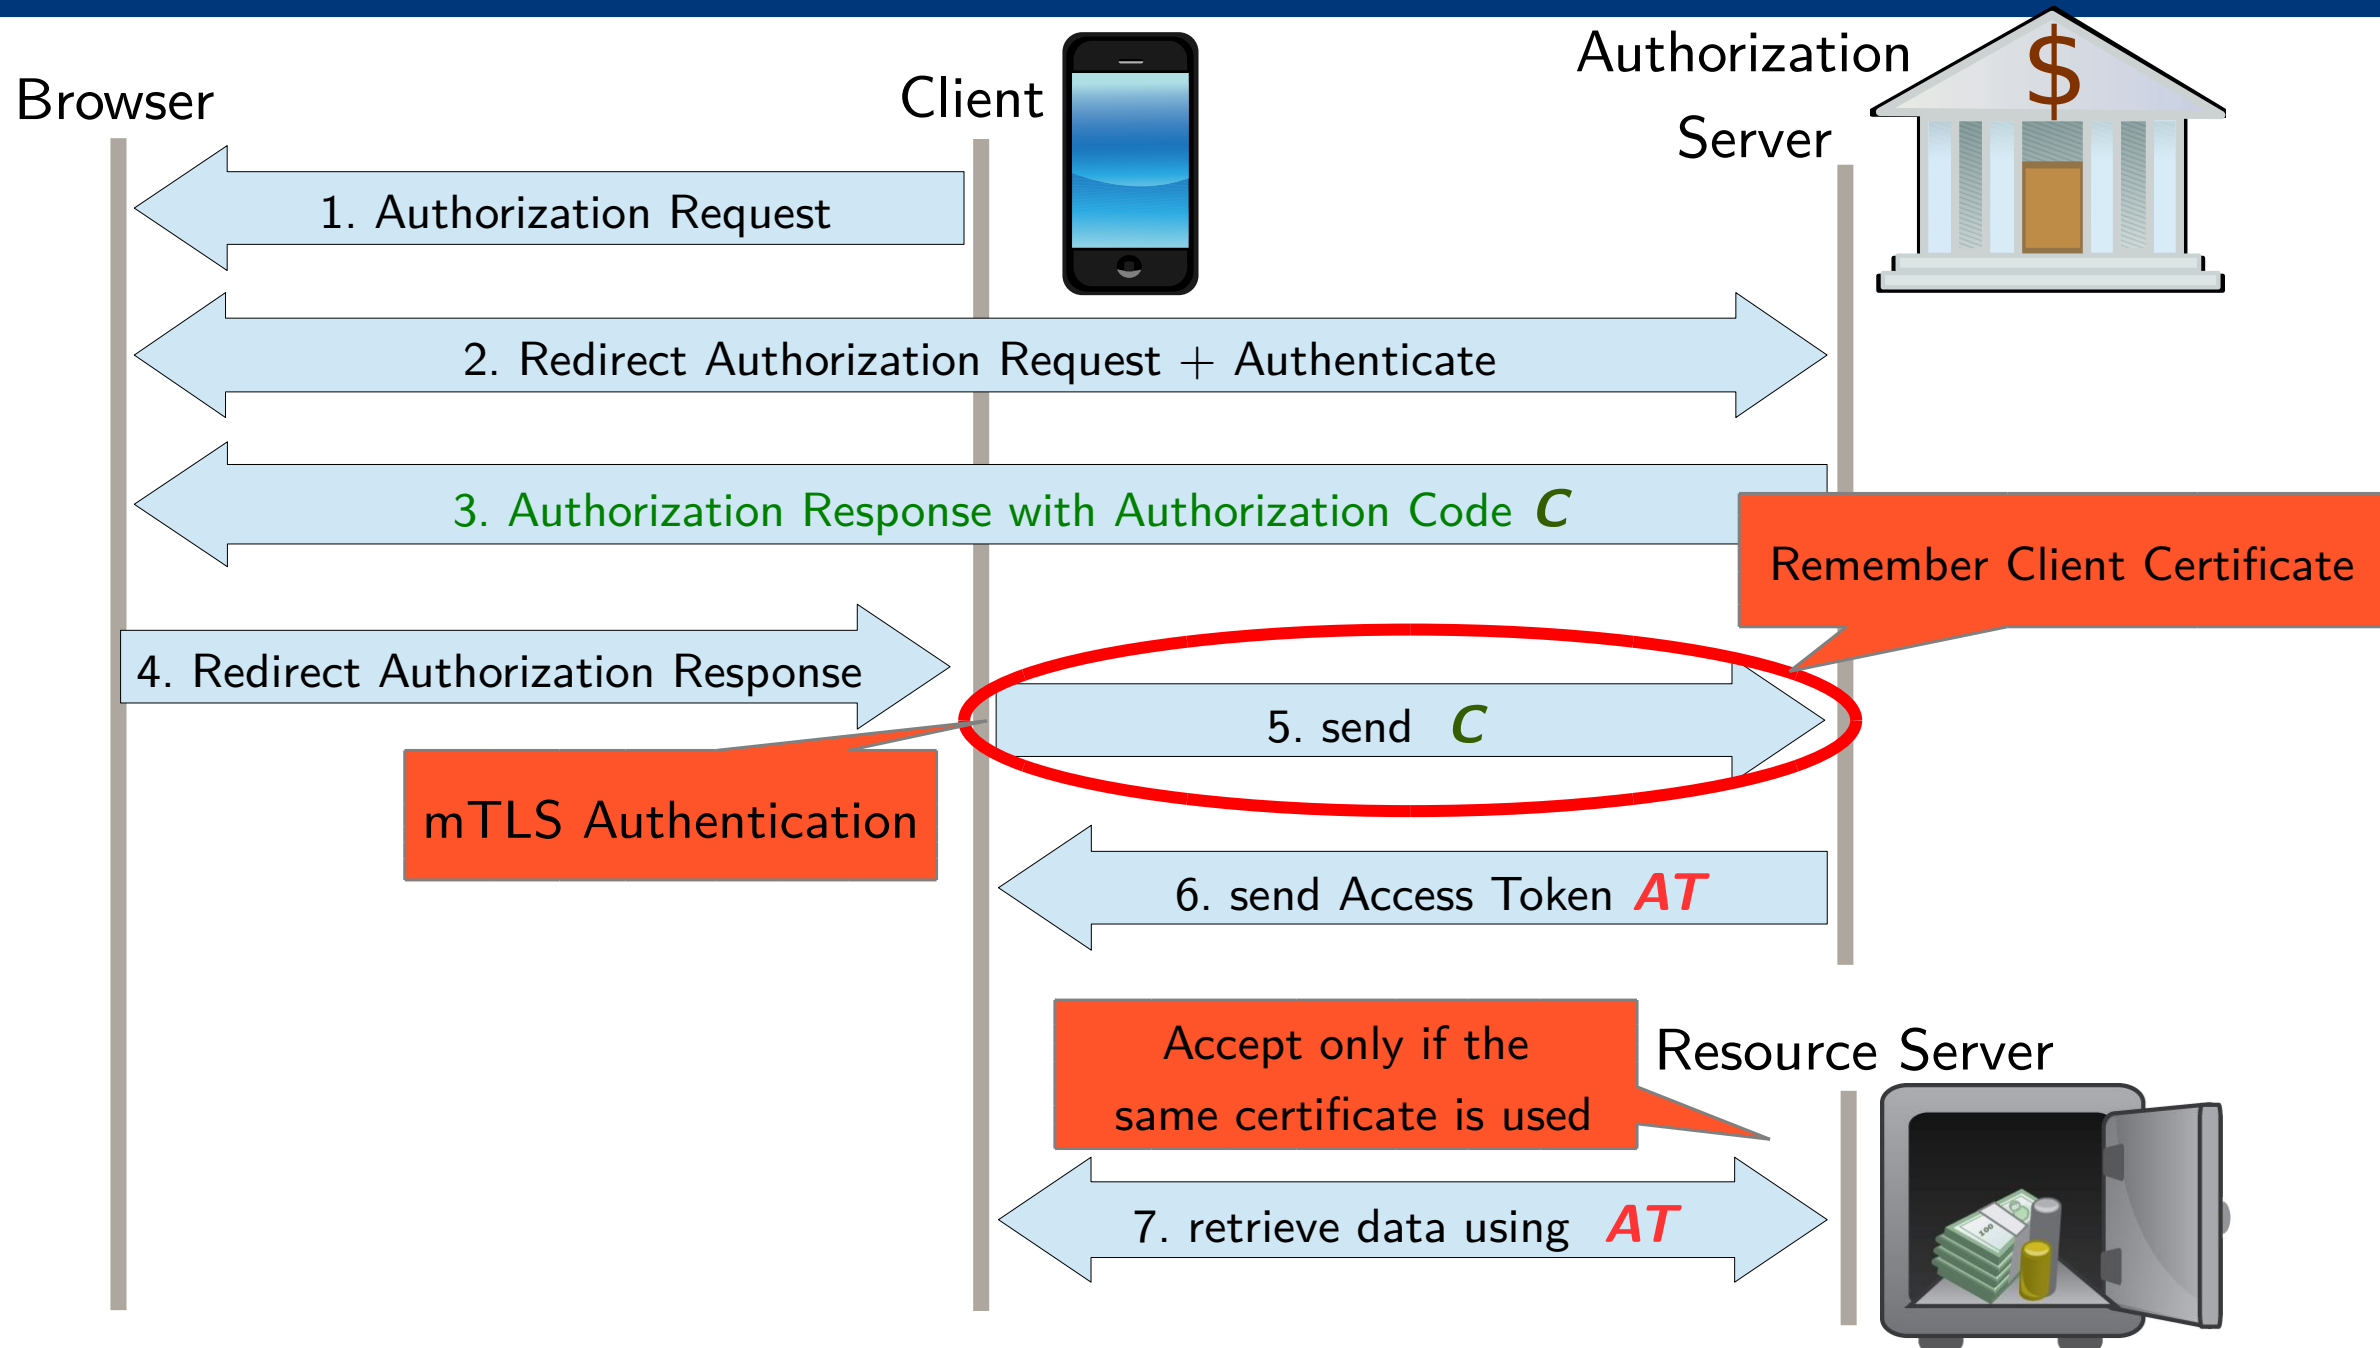 Browser
Client
Authorization
Server
$
1. Authorization Request
2. Redirect Authorization Request + Authenticate
3. Authorization Response with Authorization Code C
Remember Client Certificate
4. Redirect Authorization Response
5. send C
mTLS Authentication
6. send Access Token AT
Accept only if the
same certificate is used
Resource Server
7. retrieve data using AT
100